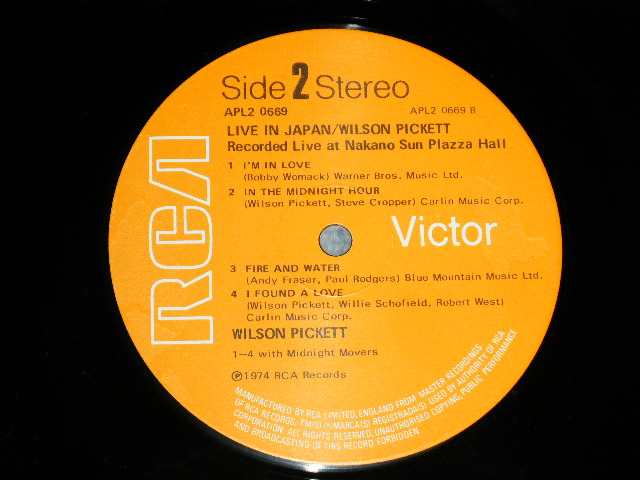 Side 2 Stereo
APL2 0669 APL2 0669 B
LIVE IN JAPAN/WILSON PICKETT
Recorded Live at Nakano Sun Plazza Hall
1 I'M IN LOVE
(Bobby Womack) Warner Bros. Music Ltd.
2 IN THE MIDNIGHT HOUR
(Wilson Pickett, Steve Cropper) Carlin Music Corp.
RCA Victor
3 FIRE AND WATER
(Andy Fraser, Paul Rodgers) Blue Mountain Music Ltd.
4 I FOUND A LOVE
(Wilson Pickett, Willie Schofield, Robert West)
Carlin Music Corp.
WILSON PICKETT
1-4 with Midnight Movers
Ⓟ1974 RCA Records
MANUFACTURED BY RCA LIMITED, ENGLAND FROM MASTER RECORDINGS
OF RCA RECORDS. TM(S) ® MARCA(S) REGISTRADA(S) USED BY AUTHORITY OF RCA
CORPORATION. ALL RIGHTS RESERVED. UNAUTHORISED COPYING, PUBLIC PERFORMANCE
AND BROADCASTING OF THIS RECORD FORBIDDEN